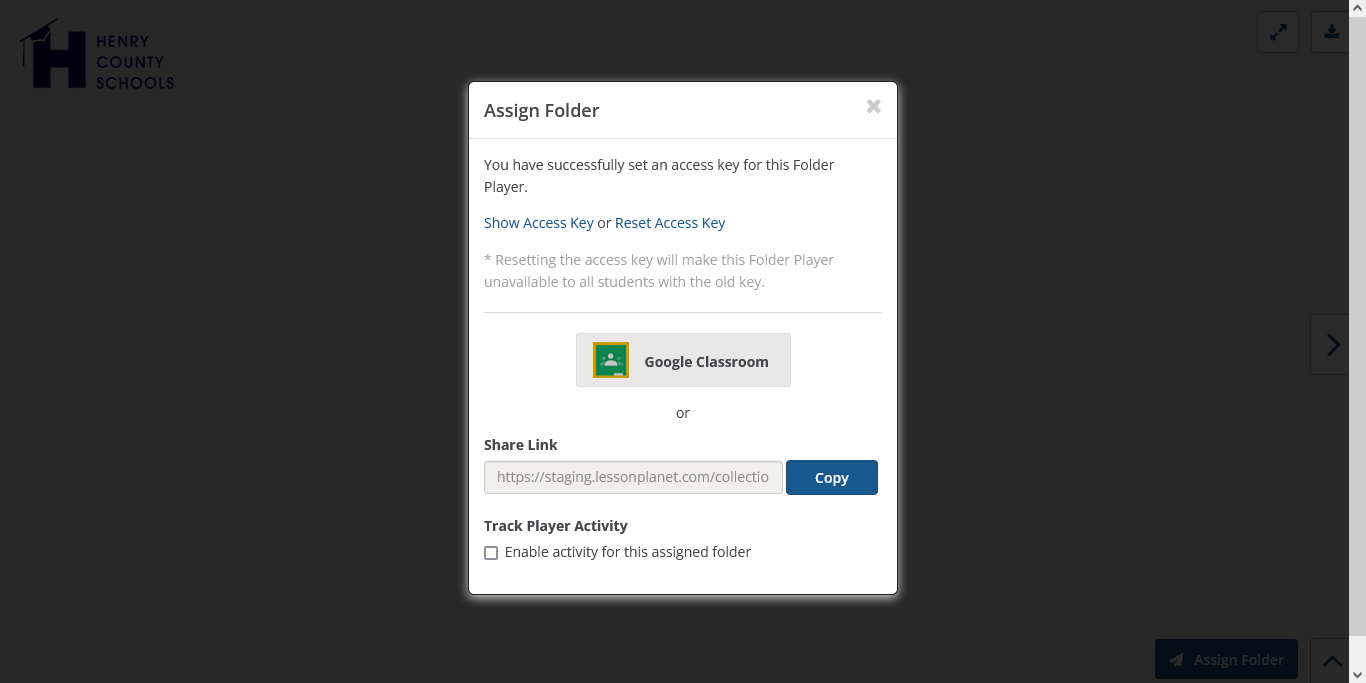 HENRY
COUNTY
SCHOOLS
Assign Folder
You have successfully set an access key for this Folder
Player.
Show Access Key or Reset Access Key
* Resetting the access key will make this Folder Player
unavailable to all students with the old key.
Google Classroom
or
Share Link
https://staging.lessonplanet.com/collectio
Copy
Track Player Activity
Enable activity for this assigned folder
Assign Folder